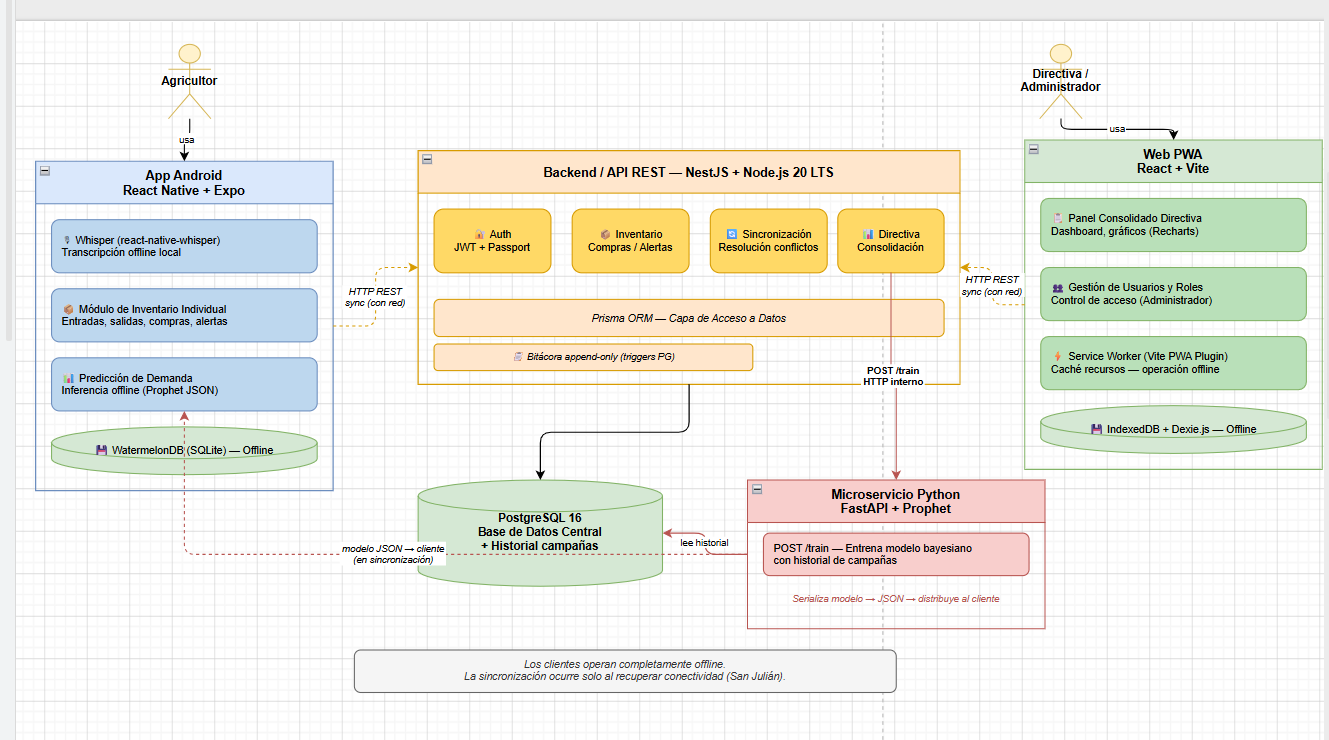 Agricultor
usa
App Android
React Native + Expo
Whisper (react-native-whisper)
Transcripción offline local
Módulo de Inventario Individual
Entradas, salidas, compras, alertas
Predicción de Demanda
Inferencia offline (Prophet JSON)
WatermelonDB (SQLite) — Offline
HTTP REST
sync (con red)
Backend / API REST — NestJS + Node.js 20 LTS
Auth
JWT + Passport
Inventario
Compras / Alertas
Sincronización
Resolución conflictos
Directiva
Consolidación
Prisma ORM — Capa de Acceso a Datos
Bitácora append-only (triggers PG)
POST /train
HTTP interno
HTTP REST
sync (con red)
Directiva /
Administrador
usa
Web PWA
React + Vite
Panel Consolidado Directiva
Dashboard, gráficos (Recharts)
Gestión de Usuarios y Roles
Control de acceso (Administrador)
Service Worker (Vite PWA Plugin)
Caché recursos — operación offline
IndexedDB + Dexie.js — Offline
PostgreSQL 16
Base de Datos Central
+ Historial campañas
modelo JSON → cliente
(en sincronización)
lee historial
Microservicio Python
FastAPI + Prophet
POST /train — Entrena modelo bayesiano
con historial de campañas
Serializa modelo → JSON → distribuye al cliente
Los clientes operan completamente offline.
La sincronización ocurre solo al recuperar conectividad (San Julián).